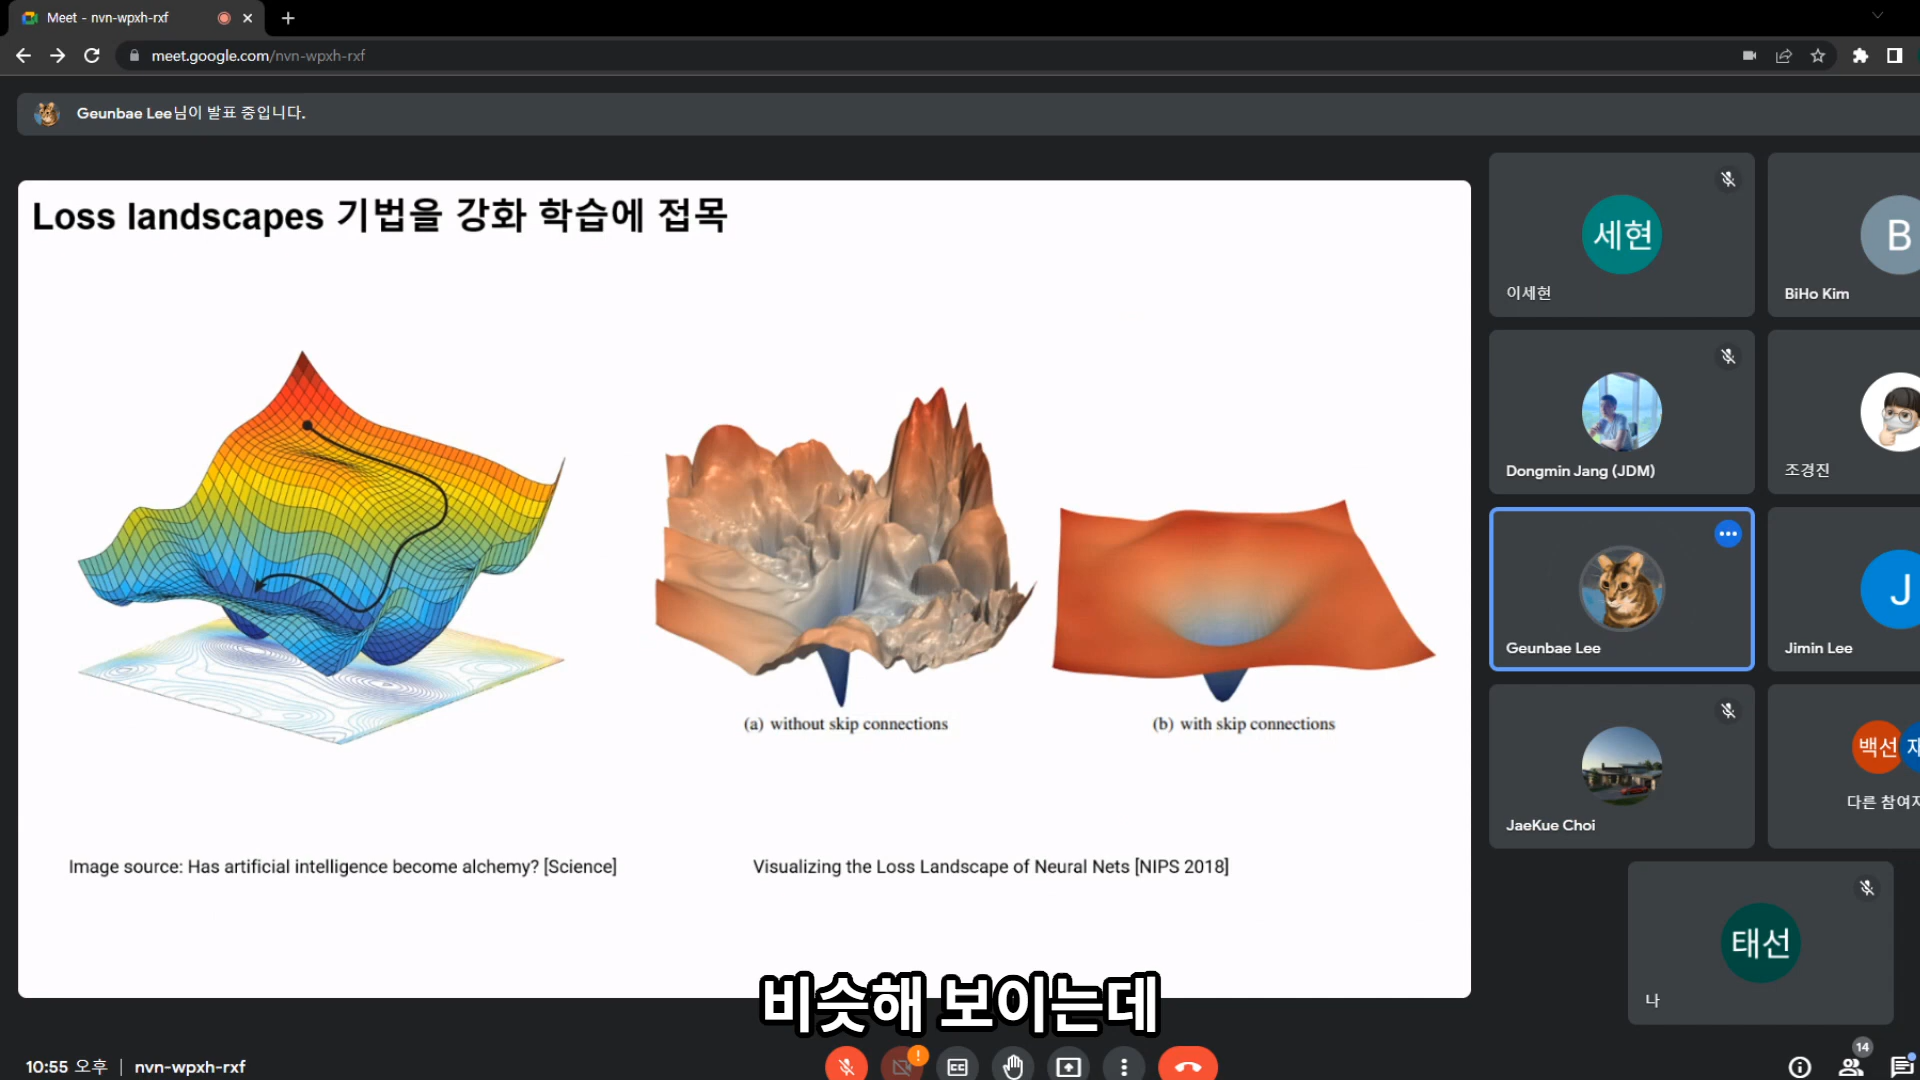 Meet - nvn-wpxh-rxf
meet.google.com/nvn-wpxh-rxf
Geunbae Lee님이 발표 중입니다.
Loss landscapes 기법을 강화 학습에 접목
(a) without skip connections
(b) with skip connections
Image source: Has artificial intelligence become alchemy? [Science]
Visualizing the Loss Landscape of Neural Nets [NIPS 2018]
세현
이세현
B
BiHo Kim
Dongmin Jang (JDM)
조경진
Geunbae Lee
J
Jimin Lee
JaeKue Choi
백선
다른
태선
나
비슷해 보이는데
10:55 오후 | nvn-wpxh-rxf
14